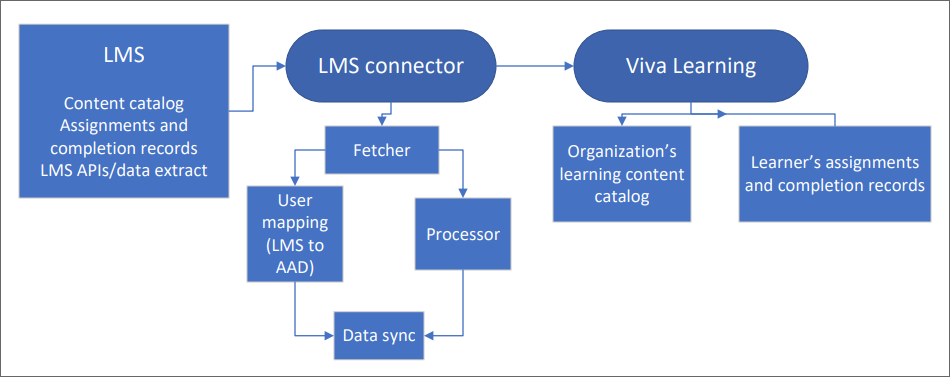 LMS
Content catalog
Assignments and
completion records
LMS APIs/data extract
LMS connector
Viva Learning
Fetcher
User
mapping
(LMS to
AAD)
Processor
Data sync
Organization's
learning content
catalog
Learner's assignments
and completion records